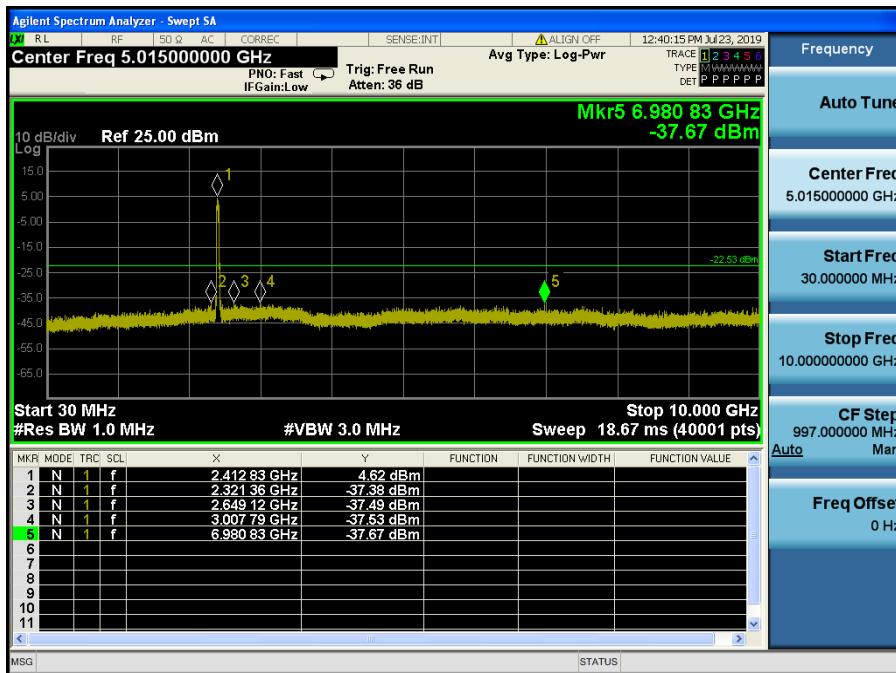 Agilent Spectrum Analyzer - Swept SA
LXI RL RF 50 Ω AC CORREC SENSE:INT ALIGN OFF 12:40:15 PM Jul 23, 2019
Center Freq 5.015000000 GHz
PNO: Fast
IFGain:Low
Trig: Free Run
Atten: 36 dB
Avg Type: Log-Pwr
TRACE 1 2 3 4 5 6
TYPE M W W W W W
DET P P P P P P
Mkr5 6.980 83 GHz
-37.67 dBm
10 dB/div Ref 25.00 dBm
Log
15.0
5.00
-5.00
-15.0
-25.0
-35.0
-45.0
-55.0
-65.0
-22.53 dBm
1
2
3
4
5
Start 30 MHz Stop 10.000 GHz
#Res BW 1.0 MHz #VBW 3.0 MHz Sweep 18.67 ms (40001 pts)
MKR MODE TRC SCL X Y FUNCTION FUNCTION WIDTH FUNCTION VALUE
1 N 1 f 2.412 83 GHz 4.62 dBm
2 N 1 f 2.321 36 GHz -37.38 dBm
3 N 1 f 2.649 12 GHz -37.49 dBm
4 N 1 f 3.007 79 GHz -37.53 dBm
5 N 1 f 6.980 83 GHz -37.67 dBm
6
7
8
9
10
11
MSG STATUS
Frequency
Auto Tune
Center Freq
5.015000000 GHz
Start Freq
30.000000 MHz
Stop Freq
10.000000000 GHz
CF Step
997.000000 MHz
Auto Man
Freq Offset
0 Hz